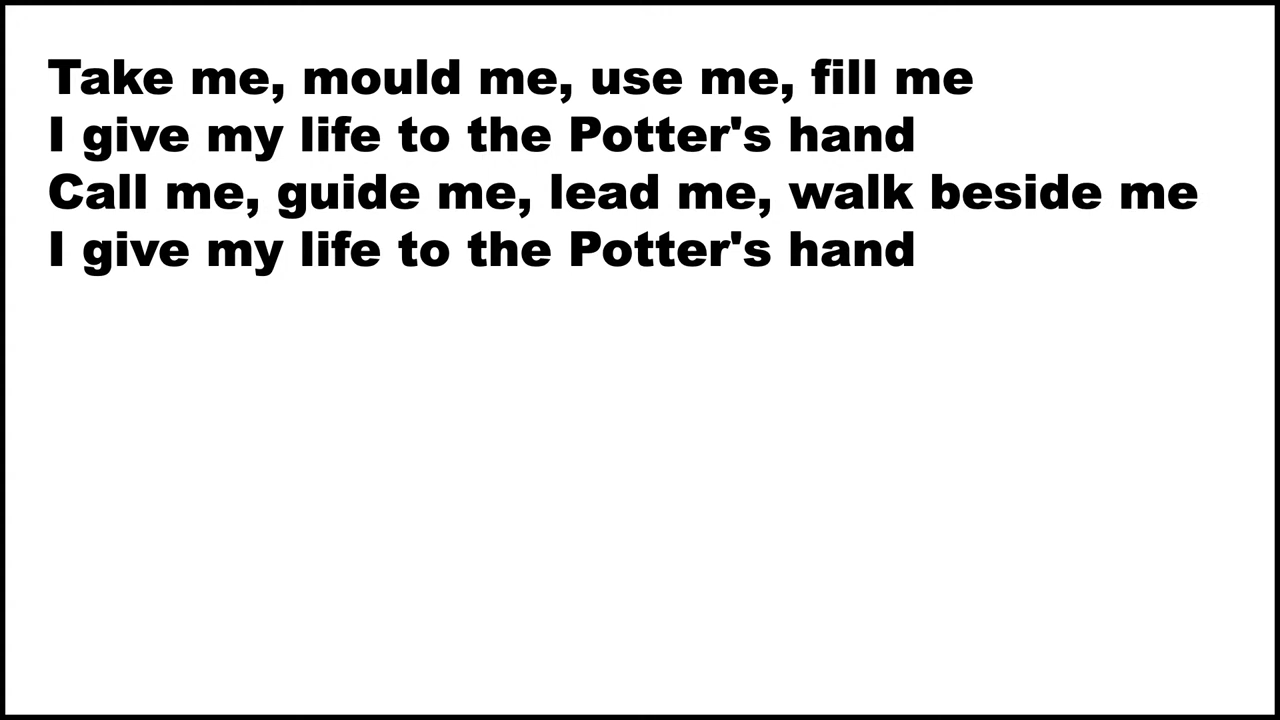 Take me, mould me, use me, fill me
I give my life to the Potter's hand
Call me, guide me, lead me, walk beside me
I give my life to the Potter's hand